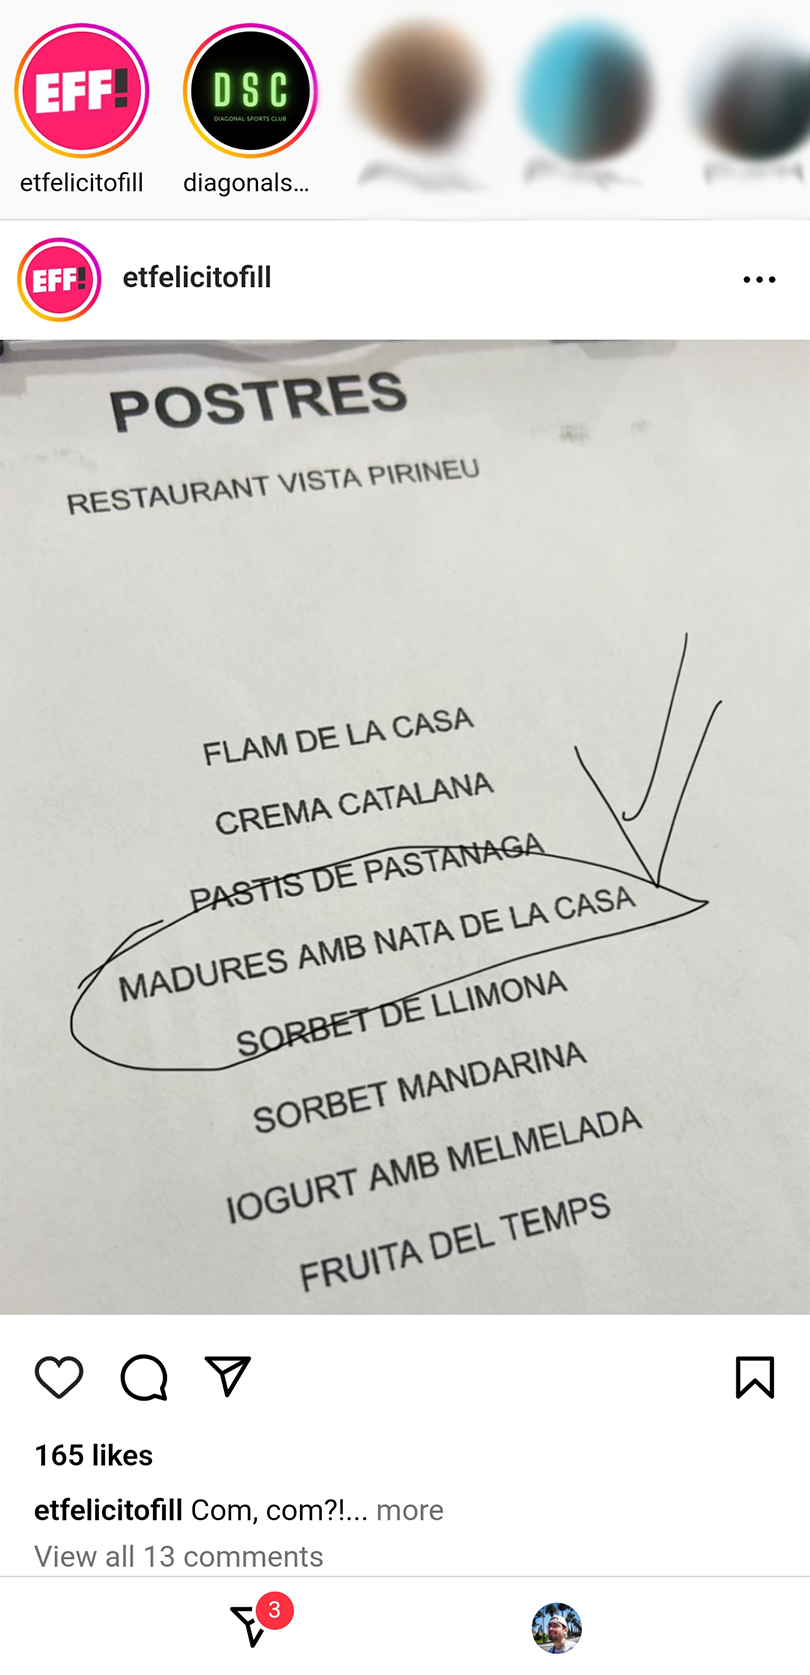 EFF!
DSC
DIAGONAL SPORTS CLUB
etfelicitofill
diagonals...
EFF!
etfelicitofill
POSTRES
RESTAURANT VISTA PIRINEU
FLAM DE LA CASA
CREMA CATALANA
PASTIS DE PASTANAGA
MADURES AMB NATA DE LA CASA
SORBET DE LLIMONA
SORBET MANDARINA
IOGURT AMB MELMELADA
FRUITA DEL TEMPS
165 likes
etfelicitofill Com, com?!... more
View all 13 comments
3